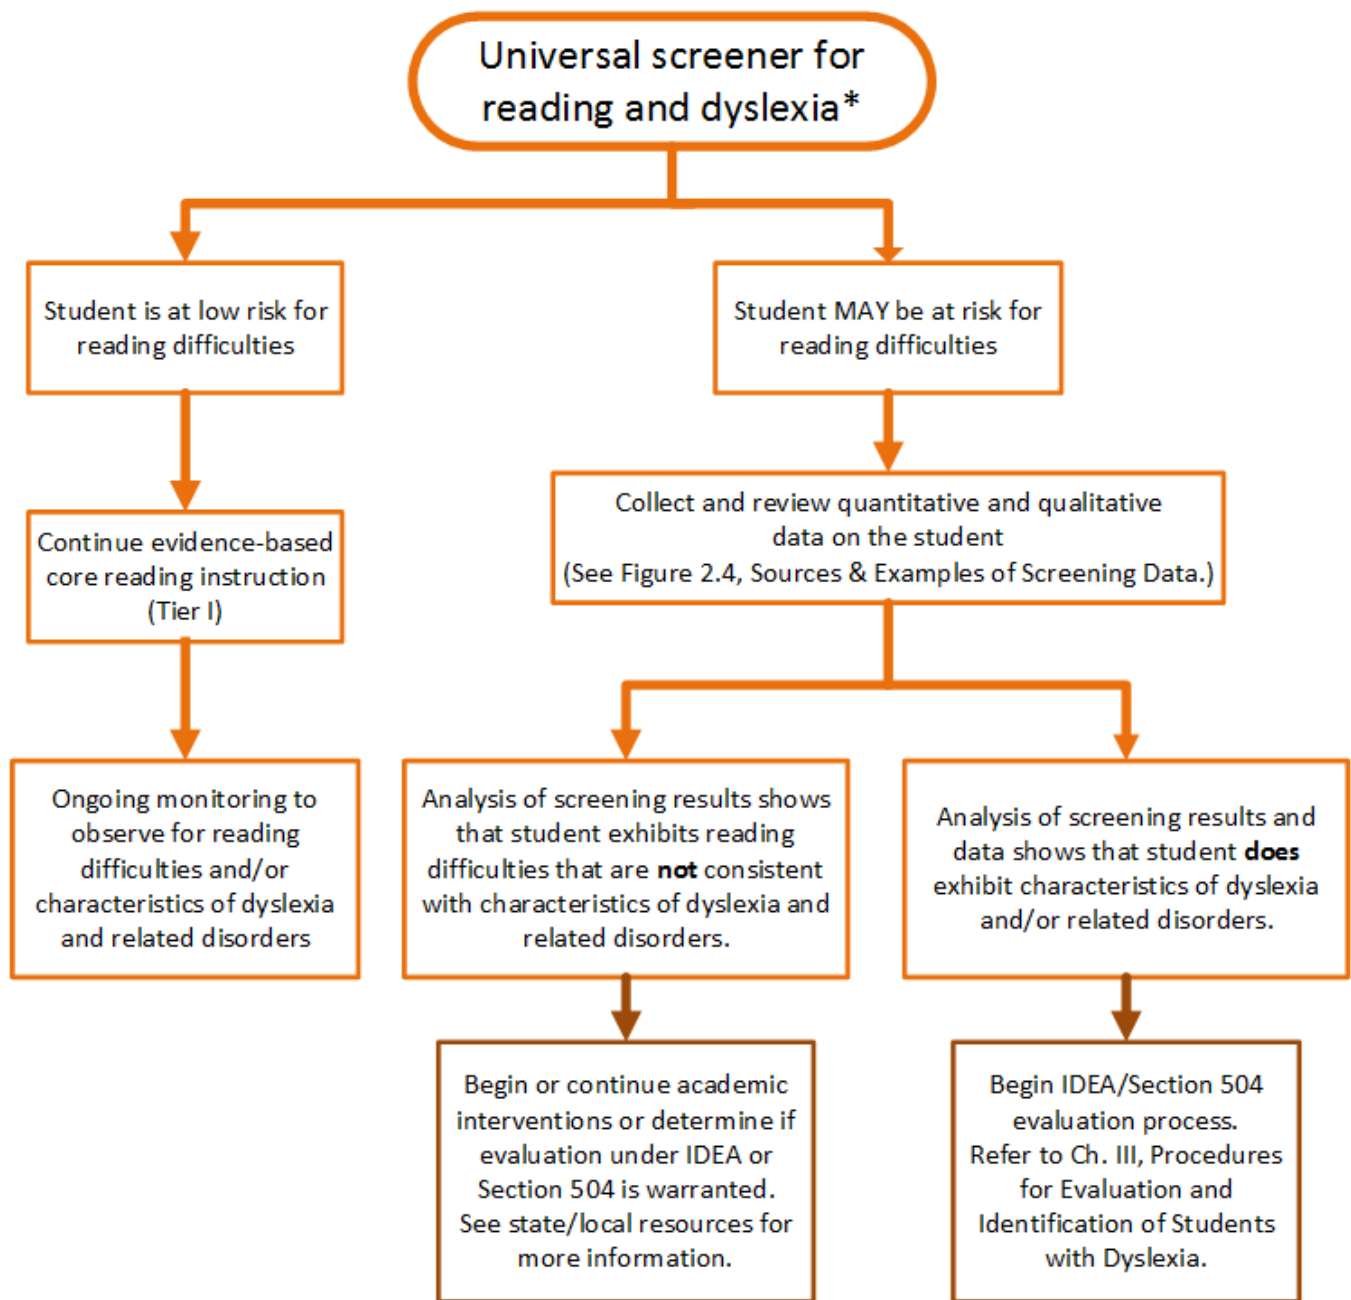 Universal screener for
reading and dyslexia*
Student is at low risk for
reading difficulties
Student MAY be at risk for
reading difficulties
Continue evidence-based
core reading instruction
(Tier I)
Collect and review quantitative and qualitative
data on the student
(See Figure 2.4, Sources & Examples of Screening Data.)
Ongoing monitoring to
observe for reading
difficulties and/or
characteristics of dyslexia
and related disorders
Analysis of screening results shows
that student exhibits reading
difficulties that are not consistent
with characteristics of dyslexia and
related disorders.
Analysis of screening results and
data shows that student does
exhibit characteristics of dyslexia
and/or related disorders.
Begin or continue academic
interventions or determine if
evaluation under IDEA or
Section 504 is warranted.
See state/local resources for
more information.
Begin IDEA/Section 504
evaluation process.
Refer to Ch. III, Procedures
for Evaluation and
Identification of Students
with Dyslexia.